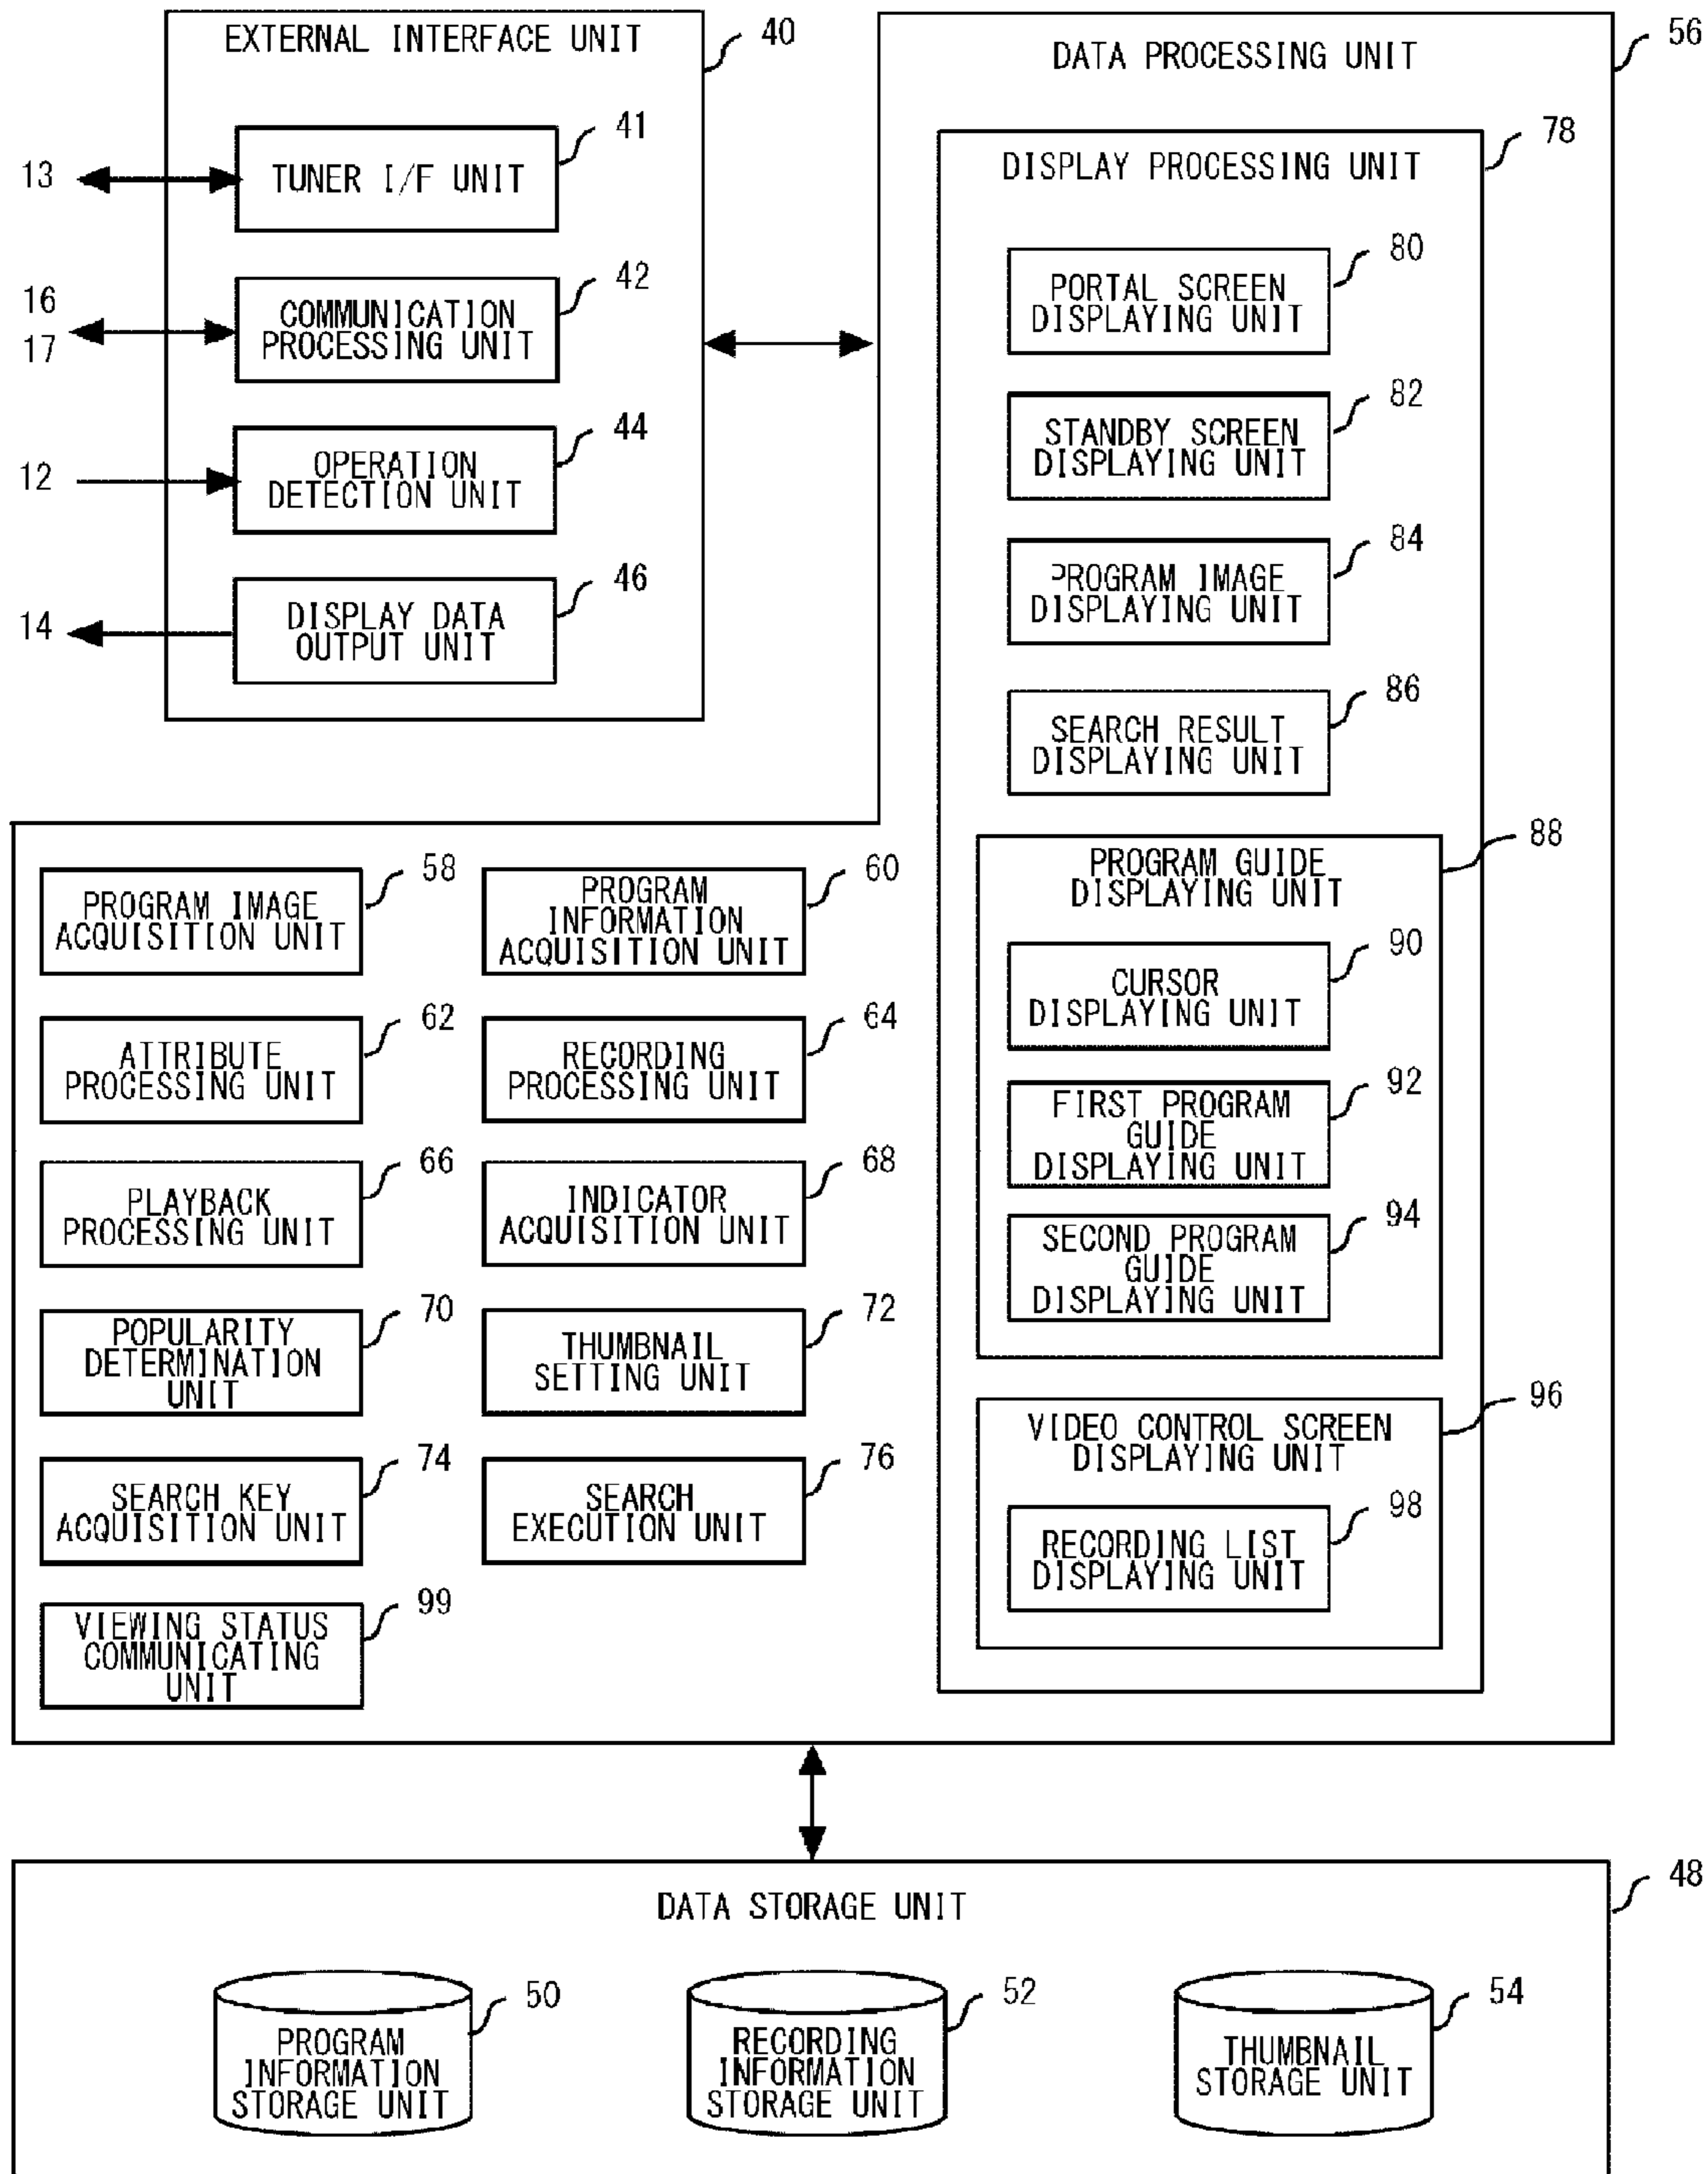 EXTERNAL INTERFACE UNIT
40
41
TUNER I/F UNIT
13
42
COMMUNICATION
PROCESSING UNIT
16
17
44
OPERATION
DETECTION UNIT
12
46
DISPLAY DATA
OUTPUT UNIT
14
DATA PROCESSING UNIT
56
DISPLAY PROCESSING UNIT
78
80
PORTAL SCREEN
DISPLAYING UNIT
82
STANDBY SCREEN
DISPLAYING UNIT
84
PROGRAM IMAGE
DISPLAYING UNIT
86
SEARCH RESULT
DISPLAYING UNIT
88
PROGRAM GUIDE
DISPLAYING UNIT
90
CURSOR
DISPLAYING UNIT
92
FIRST PROGRAM
GUIDE
DISPLAYING UNIT
94
SECOND PROGRAM
GUIDE
DISPLAYING UNIT
96
VIDEO CONTROL SCREEN
DISPLAYING UNIT
98
RECORDING LIST
DISPLAYING UNIT
58
PROGRAM IMAGE
ACQUISITION UNIT
60
PROGRAM
INFORMATION
ACQUISITION UNIT
62
ATTRIBUTE
PROCESSING UNIT
64
RECORDING
PROCESSING UNIT
66
PLAYBACK
PROCESSING UNIT
68
INDICATOR
ACQUISITION UNIT
70
POPULARITY
DETERMINATION
UNIT
72
THUMBNAIL
SETTING UNIT
74
SEARCH KEY
ACQUISITION UNIT
76
SEARCH
EXECUTION UNIT
99
VIEWING STATUS
COMMUNICATING
UNIT
DATA STORAGE UNIT
48
50
PROGRAM
INFORMATION
STORAGE UNIT
52
RECORDING
INFORMATION
STORAGE UNIT
54
THUMBNAIL
STORAGE UNIT